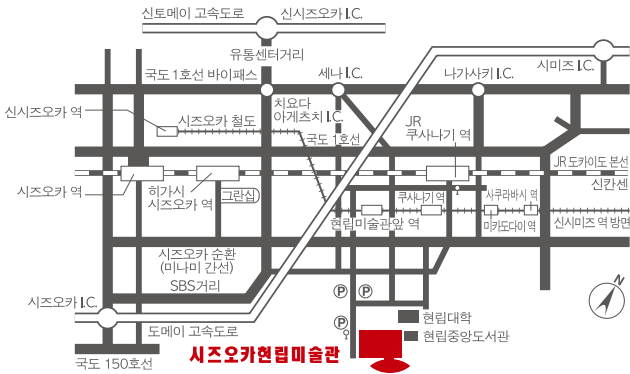 신토메이 고속도로
신시즈오카 I.C.
유통센터거리
시미즈 I.C.
국도 1호선 바이패스
세나 I.C.
나가사키 I.C.
신시즈오카 역
시즈오카 철도
치요다
아게츠치 I.C.
국도 1호선
JR
쿠사나기 역
JR 도카이도 본선
신칸센
시즈오카 역
히가시
시즈오카 역
그란십
쿠사나기 역
사쿠라바시 역
현립미술관앞 역
미카도다이 역
신시미즈 역 방면
시즈오카 순환
(미나미 간선)
SBS거리
시즈오카 I.C.
P
P
P
N
도메이 고속도로
현립대학
현립중앙도서관
시즈오카현립미술관
국도 150호선